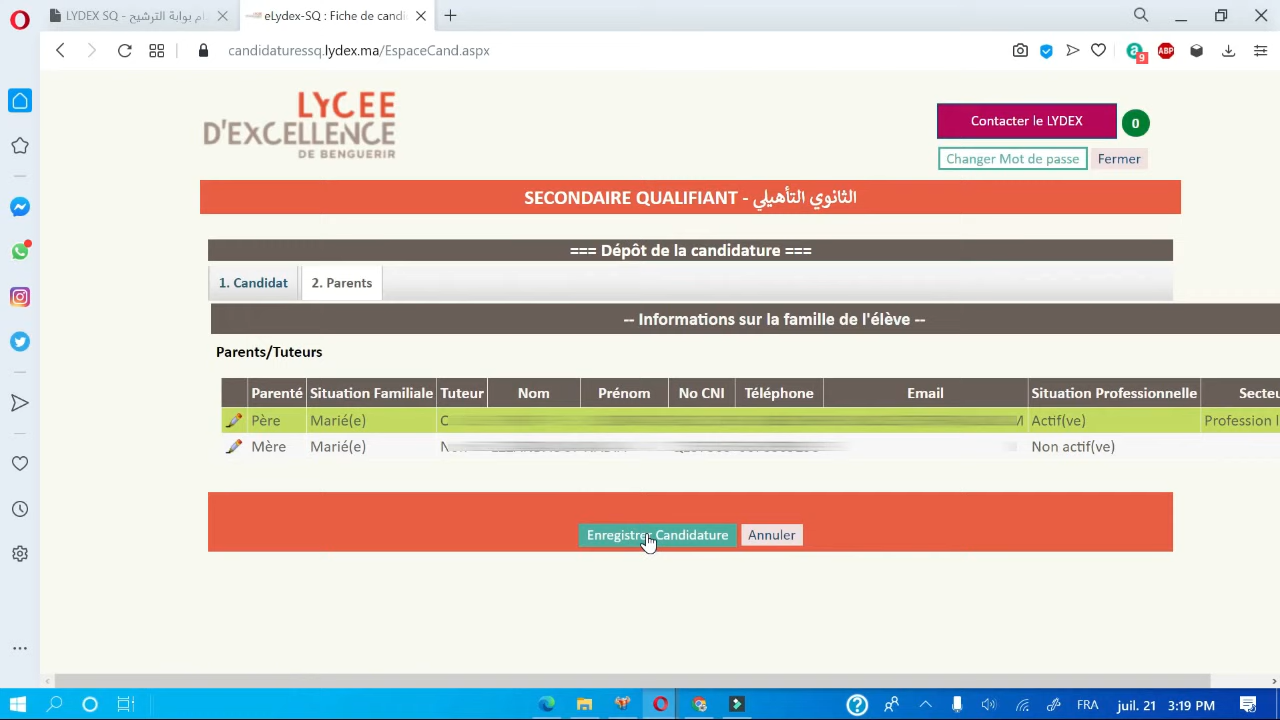 LYDEX SQ - ام بوابة الترشيح
eLydex-SQ : Fiche de candi
candidaturessq.lydex.ma/EspaceCand.aspx
9
ABP
LYCEE
D'EXCELLENCE
DE BENGUERIR
Contacter le LYDEX
0
Changer Mot de passe
Fermer
SECONDAIRE QUALIFIANT - الثانوي التأهيلي
=== Dépôt de la candidature ===
1. Candidat
2. Parents
-- Informations sur la famille de l'élève --
Parents/Tuteurs
Parenté Situation Familiale Tuteur Nom Prénom No CNI Téléphone Email Situation Professionnelle Secteu
Père Marié(e) Actif(ve) Profession l
Mère Marié(e) Non actif(ve)
Enregistrer Candidature
Annuler
FRA
juil. 21
3:19 PM